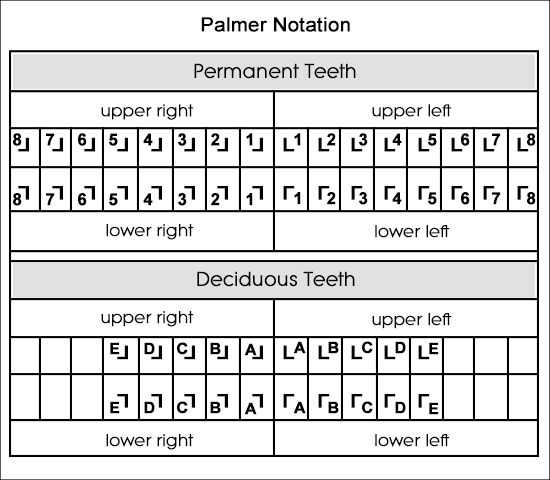 Palmer Notation
Permanent Teeth
upper right upper left
8┘ 7┘ 6┘ 5┘ 4┘ 3┘ 2┘ 1┘ └1 └2 └3 └4 └5 └6 └7 └8
8┐ 7┐ 6┐ 5┐ 4┐ 3┐ 2┐ 1┐ ┌1 ┌2 ┌3 ┌4 ┌5 ┌6 ┌7 ┌8
lower right lower left
Deciduous Teeth
upper right upper left
E┘ D┘ C┘ B┘ A┘ └A └B └C └D └E
E┐ D┐ C┐ B┐ A┐ ┌A ┌B ┌C ┌D ┌E
lower right lower left